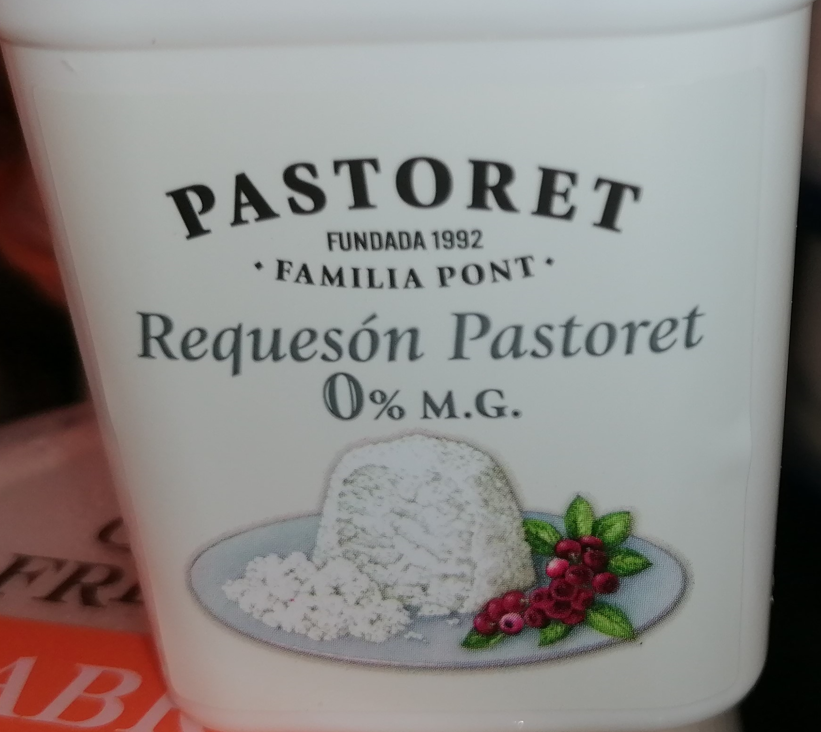 PASTORET
FUNDADA 1992
· FAMILIA PONT ·
Requesón Pastoret
0% M.G.